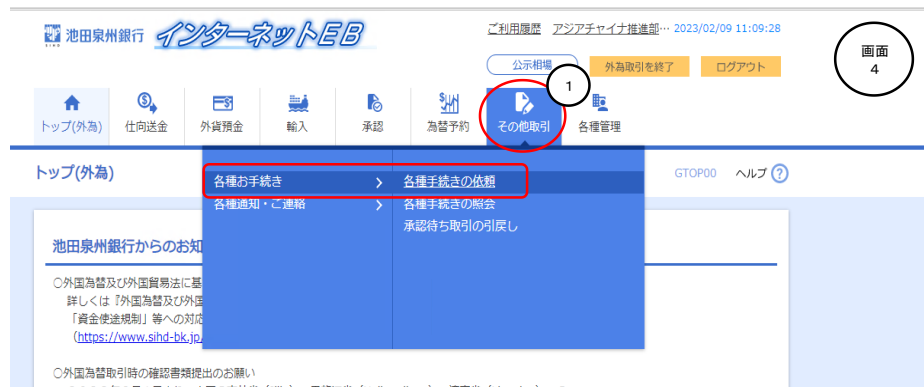 池田泉州銀行 インターネットEB
ご利用履歴 アジアチャイナ推進部… 2023/02/09 11:09:28
公示相場 外為取引を終了 ログアウト
画面
4
1
トップ(外為) 仕向送金 外貨預金 輸入 承認 為替予約 その他取引 各種管理
トップ(外為)
GTOP00 ヘルプ ?
各種お手続き > 各種手続きの依頼
各種通知・ご連絡 > 各種手続きの照会
承認待ち取引の引戻し
池田泉州銀行からのお知
○外国為替及び外国貿易法に基
詳しくは『外国為替及び外国
「資金使途規制」等への対応
(https://www.sihd-bk.jp/
○外国為替取引時の確認書類提出のお願い